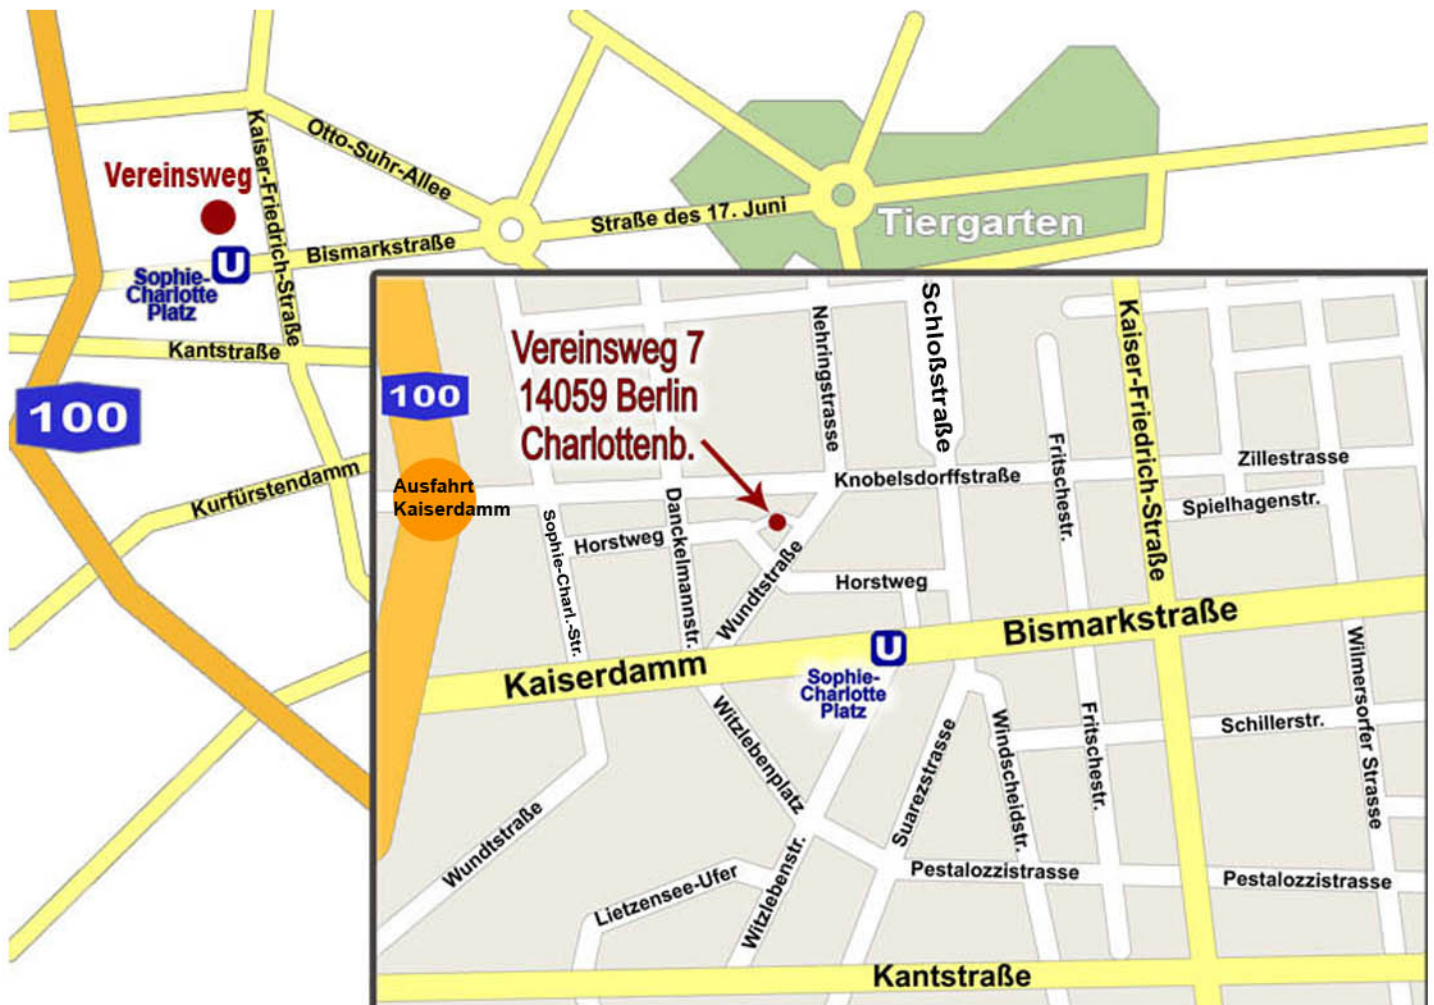 Otto-Suhr-Allee
Kaiser-Friedrich-Straße
Vereinsweg
Straße des 17. Juni
Tiergarten
Bismarkstraße
U
Sophie-
Charlotte
Platz
Kantstraße
100
Kurfürstendamm
Vereinsweg 7
14059 Berlin
Charlottenb.
100
Ausfahrt
Kaiserdamm
Nehringstrasse
Schloßstraße
Kaiser-Friedrich-Straße
Fritschestr.
Knobelsdorffstraße
Zillestrasse
Spielhagenstr.
Sophie-Charl.-Str.
Horstweg
Danckelmannstr.
Wundtstraße
Horstweg
Bismarkstraße
Kaiserdamm
U
Sophie-
Charlotte
Platz
Wilmersorfer Strasse
Witzlebenplatz
Suarezstrasse
Windscheidstr.
Fritschestr.
Schillerstr.
Wundtstraße
Lietzensee-Ufer
Witzlebenstr.
Pestalozzistrasse
Pestalozzistrasse
Kantstraße